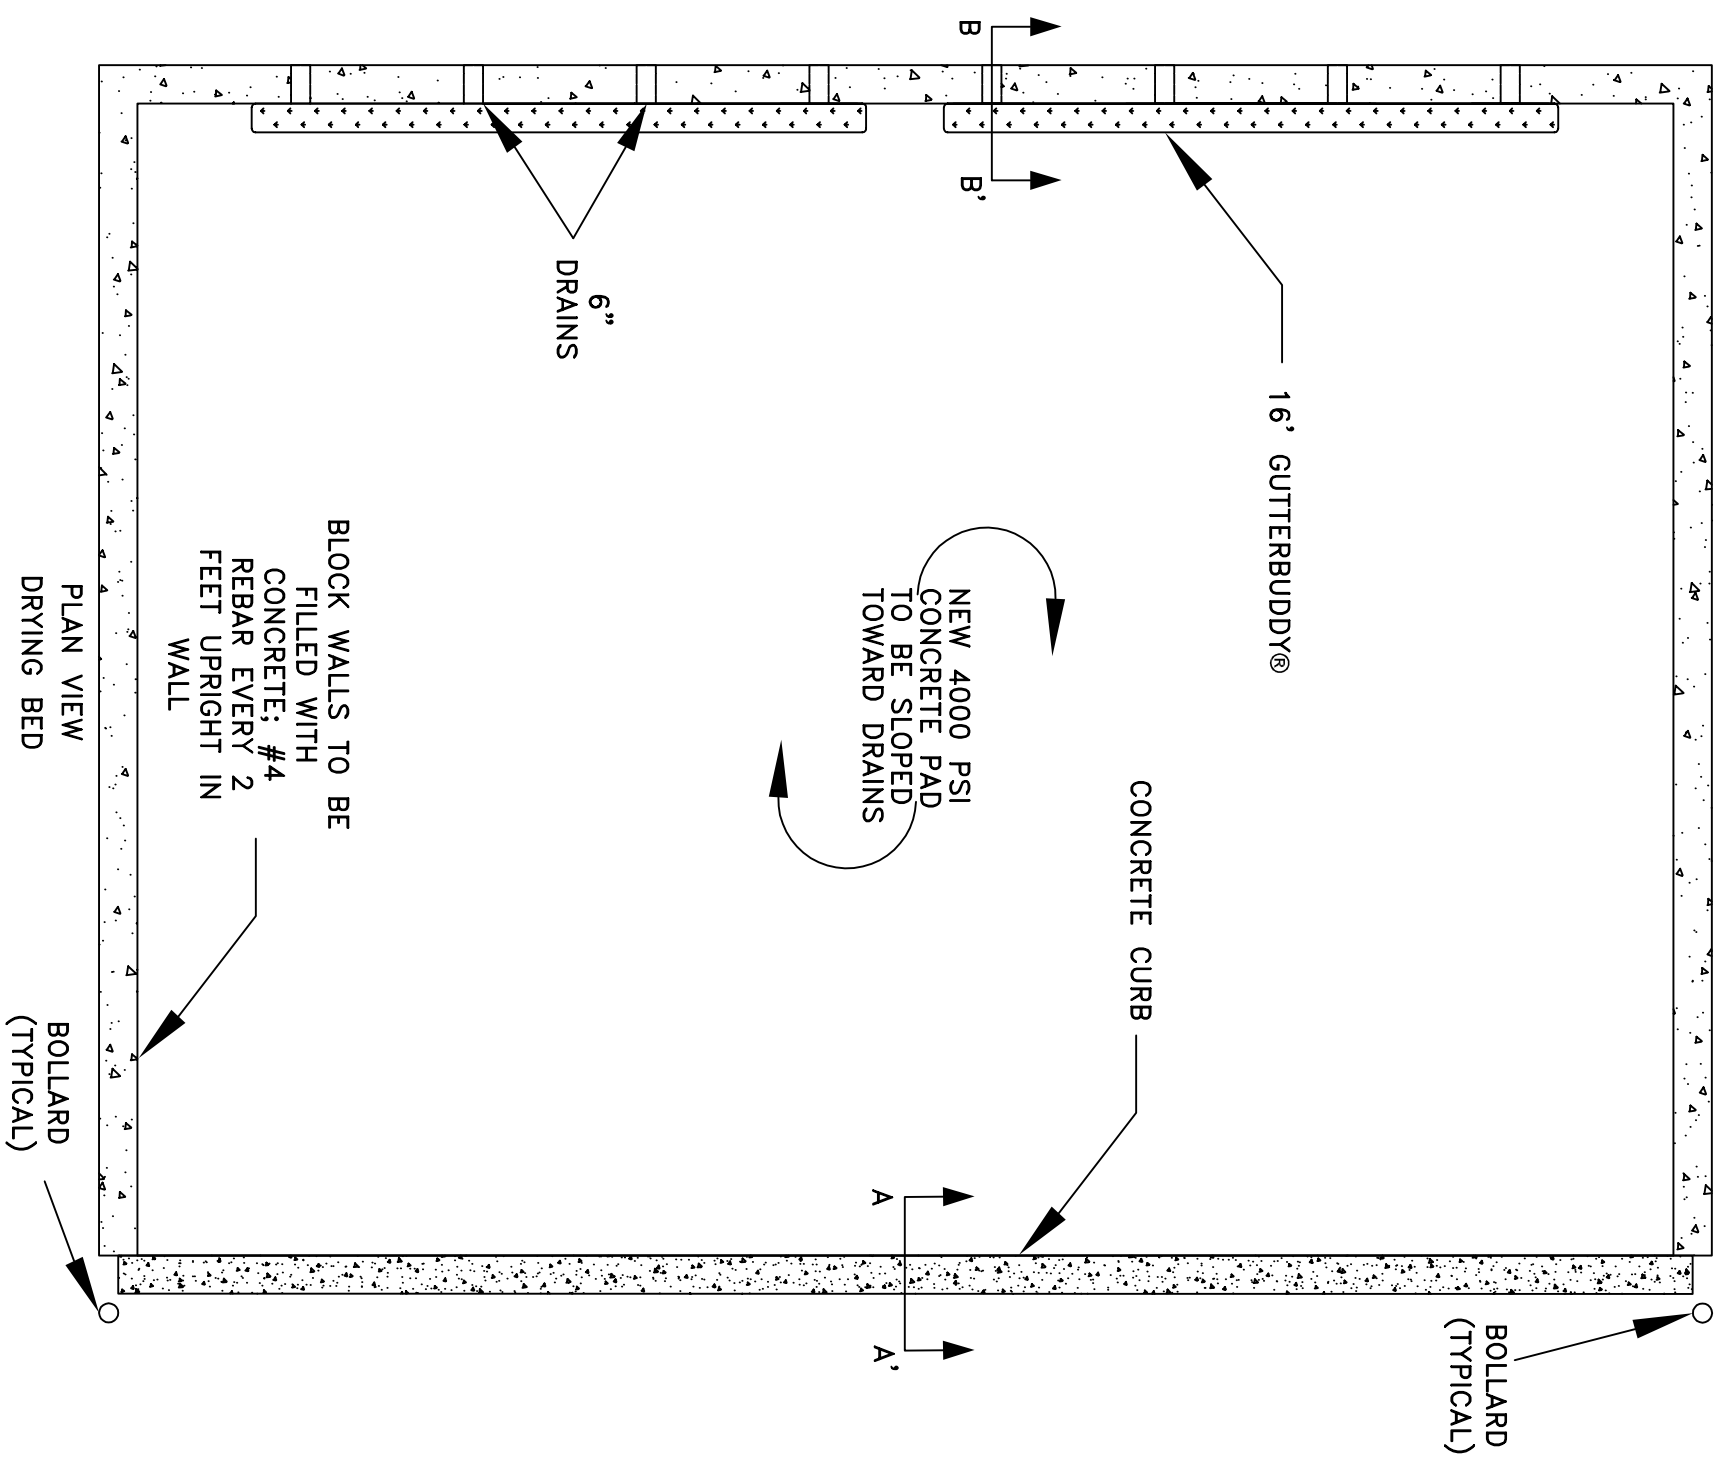 B
B'
6"
DRAINS
16' GUTTERBUDDY®
NEW 4000 PSI
CONCRETE PAD
TO BE SLOPED
TOWARD DRAINS
CONCRETE CURB
BLOCK WALLS TO BE
FILLED WITH
CONCRETE; #4
REBAR EVERY 2
FEET UPRIGHT IN
WALL
A
A'
BOLLARD
(TYPICAL)
BOLLARD
(TYPICAL)
PLAN VIEW
DRYING BED